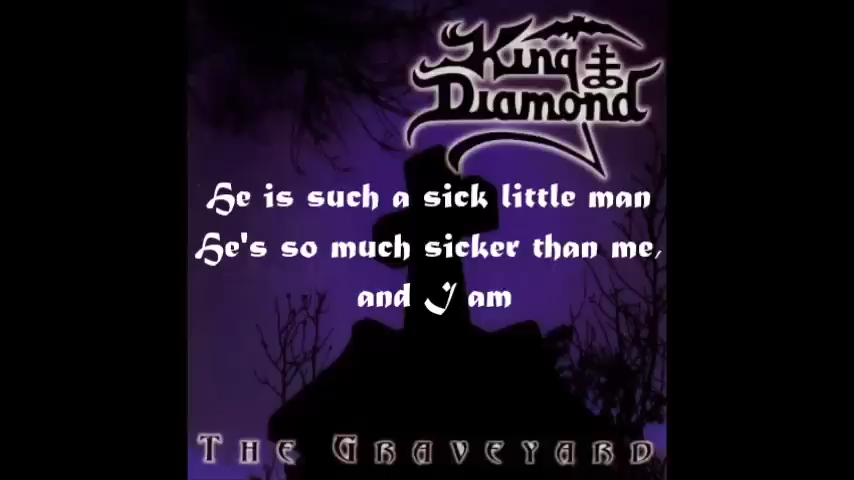 King
Diamond
He is such a sick little man
He's so much sicker than me,
and I am
The Graveyard